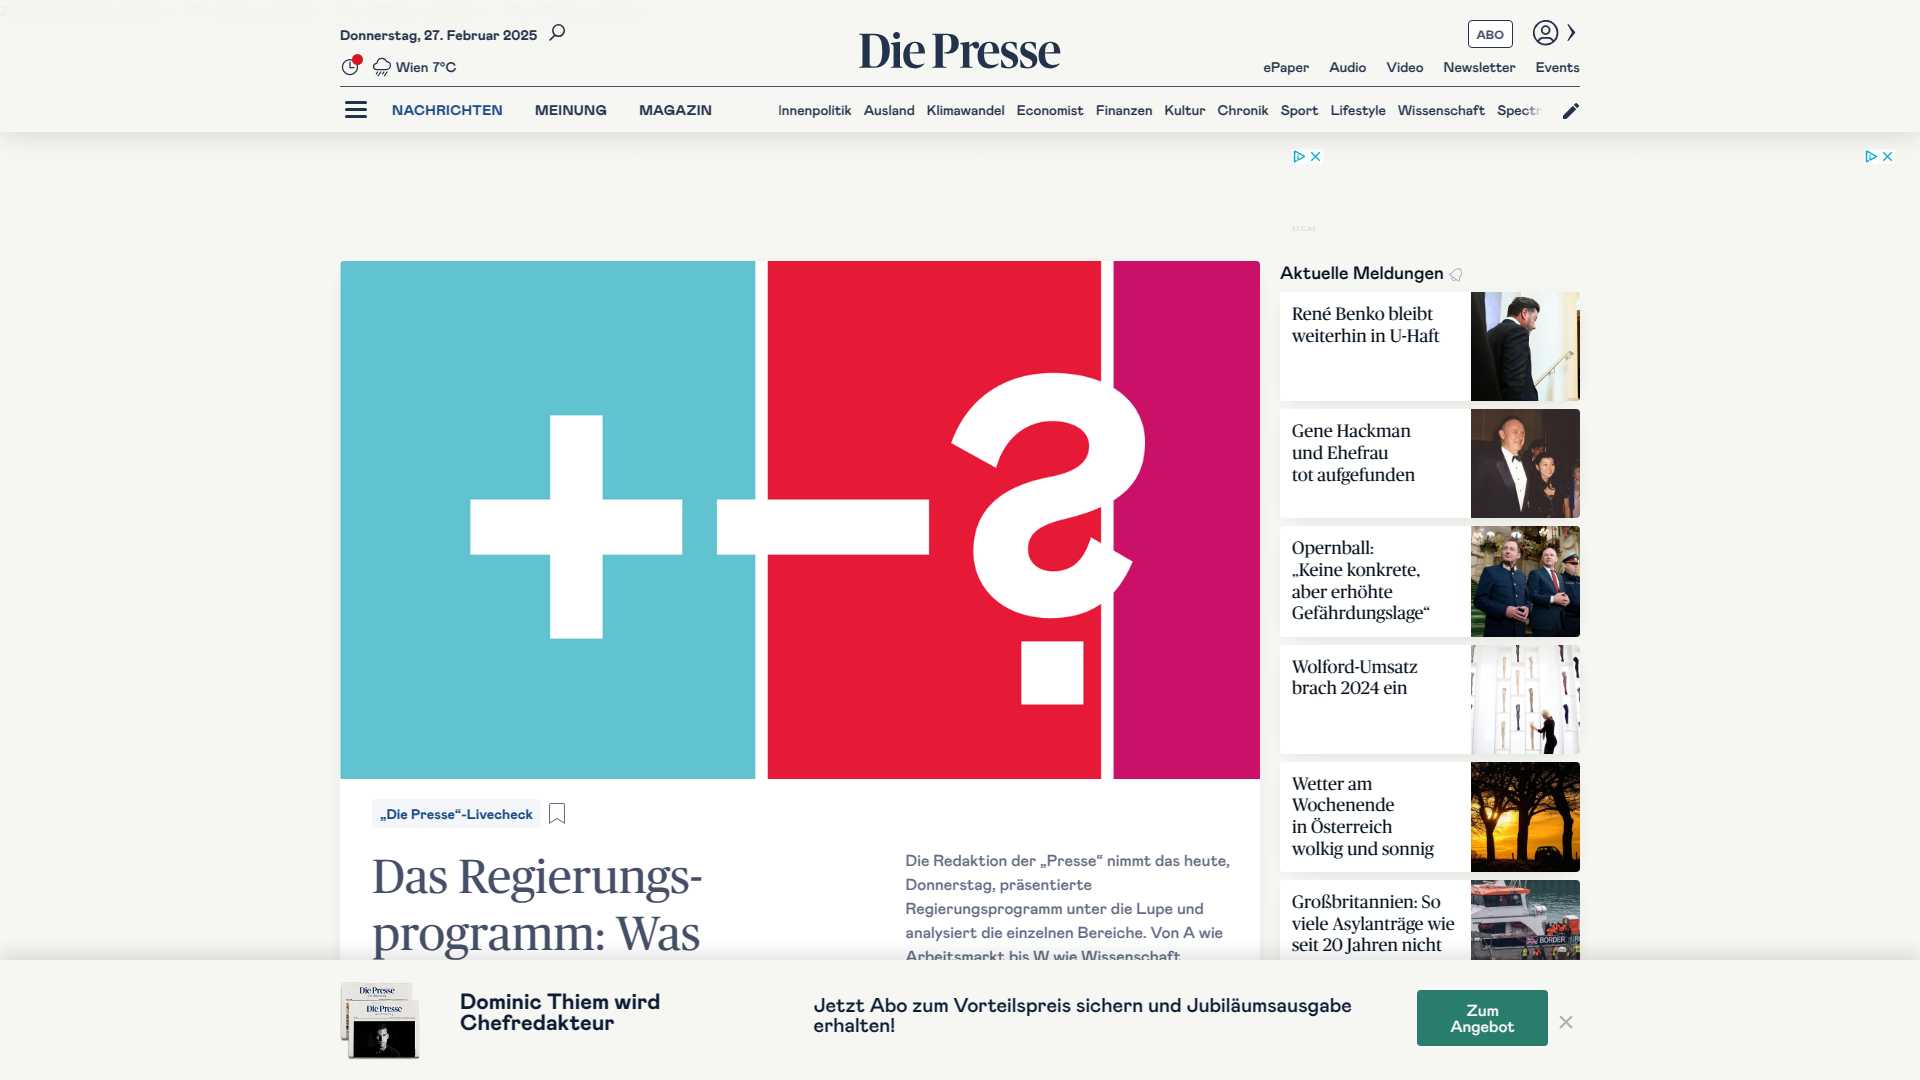 Donnerstag, 27. Februar 2025
Die Presse
ABO
Wien 7°C
ePaper Audio Video Newsletter Events
NACHRICHTEN MEINUNG MAGAZIN
Innenpolitik Ausland Klimawandel Economist Finanzen Kultur Chronik Sport Lifestyle Wissenschaft Spectr
Aktuelle Meldungen
René Benko bleibt
weiterhin in U-Haft
Gene Hackman
und Ehefrau
tot aufgefunden
Opernball:
„Keine konkrete,
aber erhöhte
Gefährdungslage“
Wolford-Umsatz
brach 2024 ein
Wetter am
Wochenende
in Österreich
wolkig und sonnig
Großbritannien: So
viele Asylanträge wie
seit 20 Jahren nicht
BORDER
+–?
„Die Presse“-Livecheck
Das Regierungs-
programm: Was
Die Redaktion der „Presse“ nimmt das heute,
Donnerstag, präsentierte
Regierungsprogramm unter die Lupe und
analysiert die einzelnen Bereiche. Von A wie
Arbeitsmarkt bis W wie Wissenschaft.
Die Presse
Die Presse
Dominic Thiem wird
Chefredakteur
Jetzt Abo zum Vorteilspreis sichern und Jubiläumsausgabe
erhalten!
Zum
Angebot